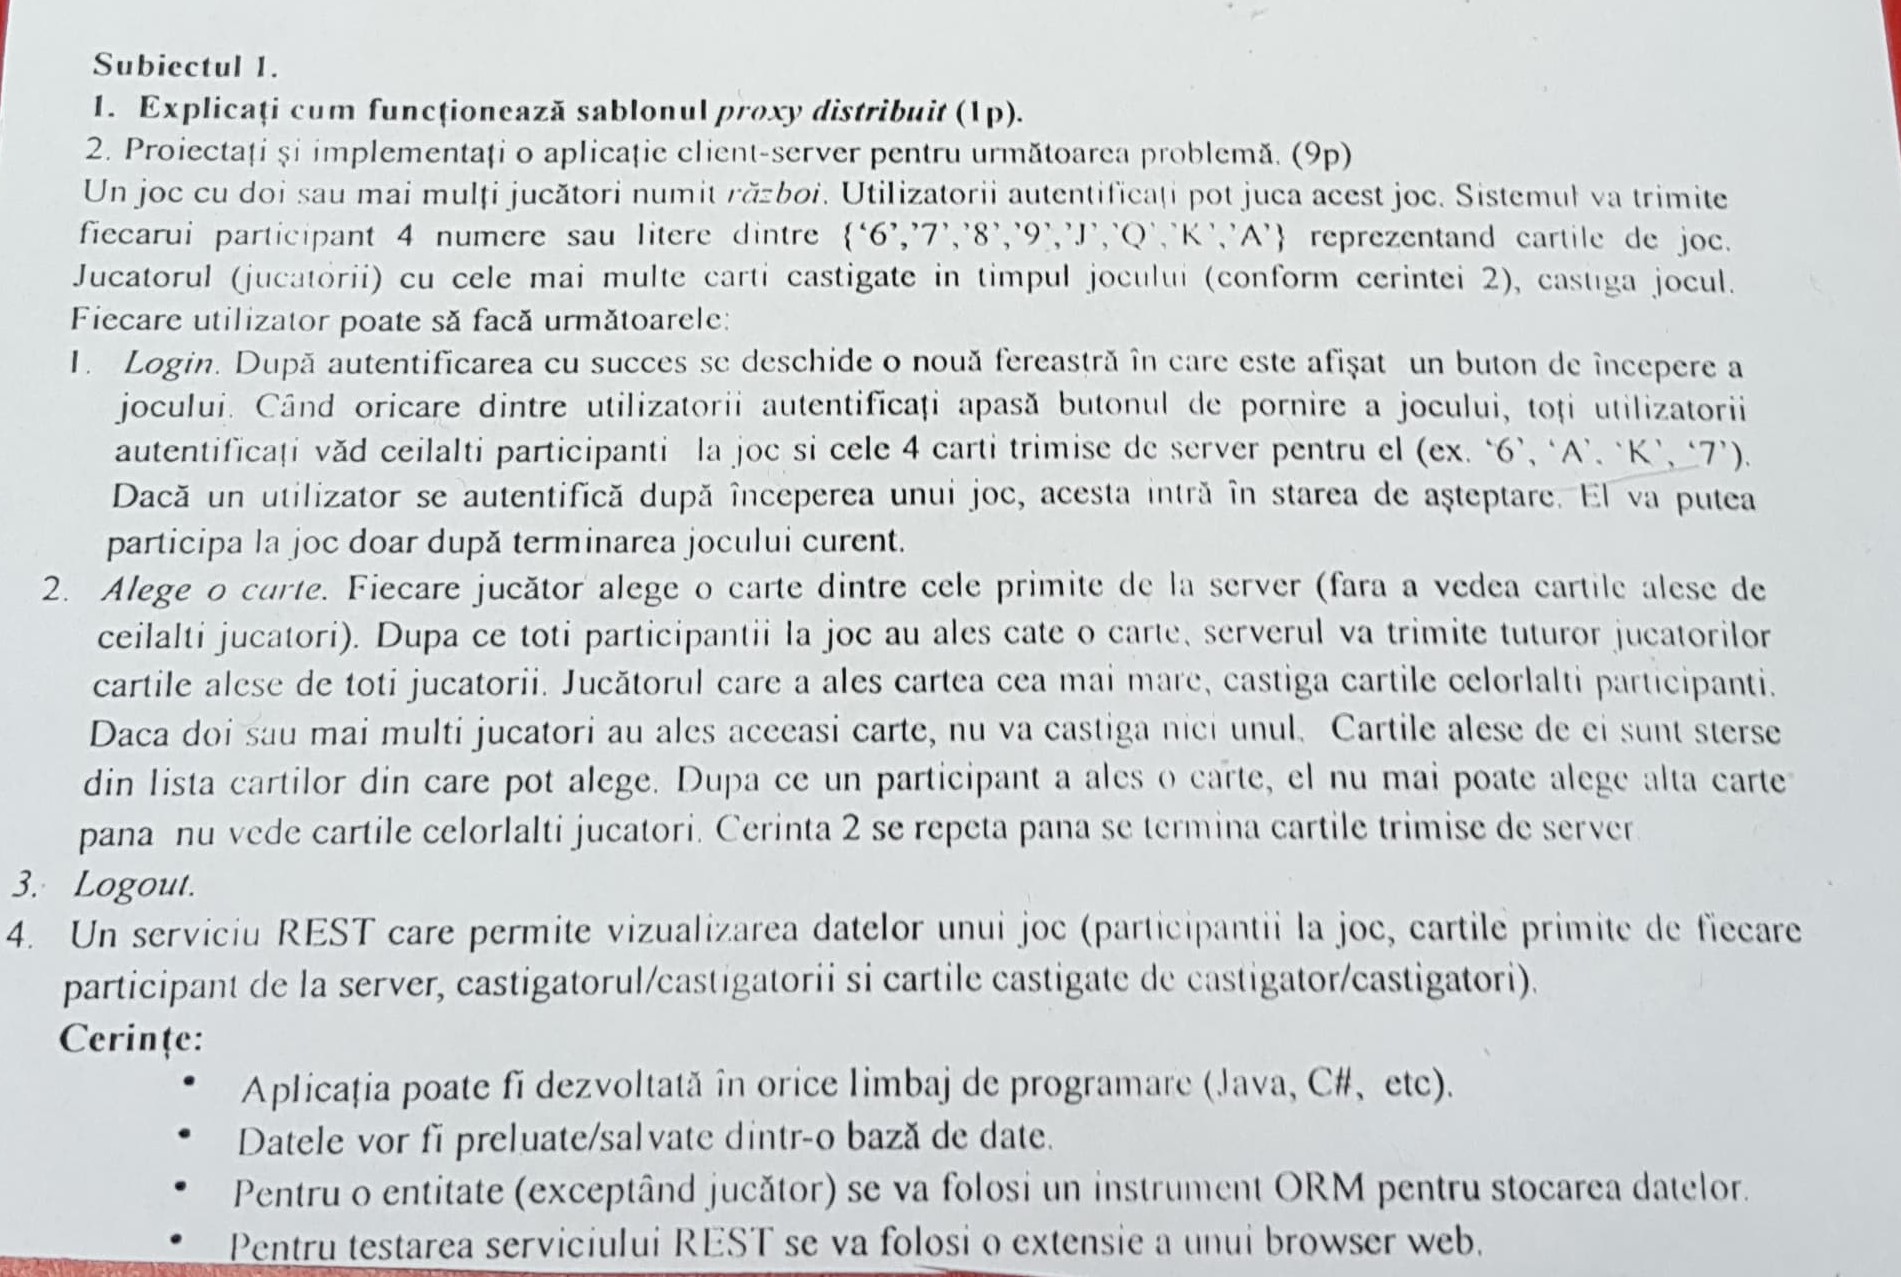 Subiectul 1.
1. Explicați cum funcționează sablonul proxy distribuit (1p).
2. Proiectați și implementați o aplicație client-server pentru următoarea problemă. (9p)
Un joc cu doi sau mai mulți jucători numit război. Utilizatorii autentificați pot juca acest joc. Sistemul va trimite
fiecarui participant 4 numere sau litere dintre {‘6’,’7’,’8’,’9’,’J’,’Q’,’K’,’A’} reprezentand cartile de joc.
Jucatorul (jucatorii) cu cele mai multe carti castigate in timpul jocului (conform cerintei 2), castiga jocul.
Fiecare utilizator poate să facă următoarele:
1. Login. După autentificarea cu succes se deschide o nouă fereastră în care este afișat un buton de începere a
jocului. Când oricare dintre utilizatorii autentificați apasă butonul de pornire a jocului, toți utilizatorii
autentificați văd ceilalti participanti la joc si cele 4 carti trimise de server pentru el (ex. ‘6’, ‘A’, ‘K’, ‘7’).
Dacă un utilizator se autentifică după începerea unui joc, acesta intră în starea de așteptare. El va putea
participa la joc doar după terminarea jocului curent.
2. Alege o carte. Fiecare jucător alege o carte dintre cele primite de la server (fara a vedea cartile alese de
ceilalti jucatori). Dupa ce toti participantii la joc au ales cate o carte, serverul va trimite tuturor jucatorilor
cartile alese de toti jucatorii. Jucătorul care a ales cartea cea mai mare, castiga cartile celorlalti participanti.
Daca doi sau mai multi jucatori au ales aceeasi carte, nu va castiga nici unul. Cartile alese de ei sunt sterse
din lista cartilor din care pot alege. Dupa ce un participant a ales o carte, el nu mai poate alege alta carte
pana nu vede cartile celorlalti jucatori. Cerinta 2 se repeta pana se termina cartile trimise de server
3. Logout.
4. Un serviciu REST care permite vizualizarea datelor unui joc (participantii la joc, cartile primite de fiecare
participant de la server, castigatorul/castigatorii si cartile castigate de castigator/castigatori).
Cerințe:
• Aplicația poate fi dezvoltată în orice limbaj de programare (Java, C#, etc).
• Datele vor fi preluate/salvate dintr-o bază de date.
• Pentru o entitate (exceptând jucător) se va folosi un instrument ORM pentru stocarea datelor.
• Pentru testarea serviciului REST se va folosi o extensie a unui browser web.